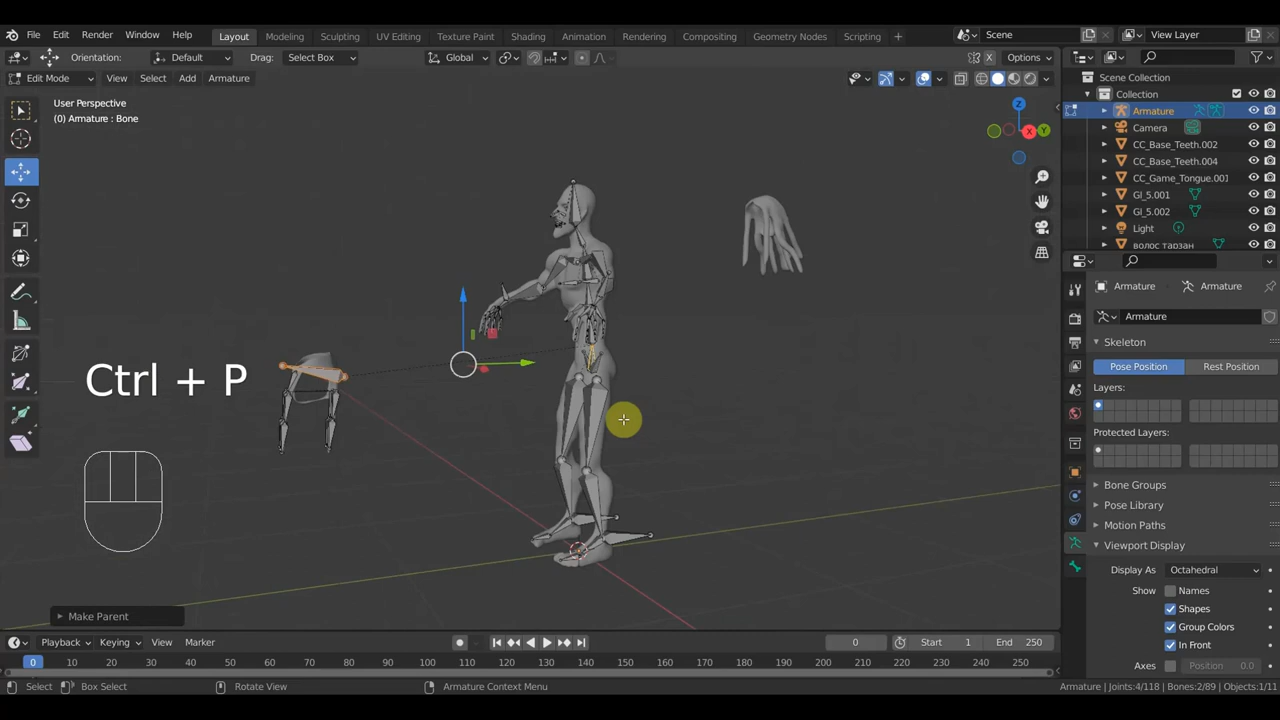 File Edit Render Window Help Layout Modeling Sculpting UV Editing Texture Paint Shading Animation Rendering Compositing Geometry Nodes Scripting + Scene View Layer
Orientation: Default Drag: Select Box Global Options
Edit Mode View Select Add Armature
User Perspective
(0) Armature : Bone
Z
X
Y
Scene Collection
Collection
Armature
Camera
CC_Base_Teeth.002
CC_Base_Teeth.004
CC_Game_Tongue.001
GI_5.001
GI_5.002
Light
волос тарзан
Armature Armature
Armature
Skeleton
Pose Position Rest Position
Layers:
Protected Layers:
Bone Groups
Pose Library
Motion Paths
Viewport Display
Display As Octahedral
Show Names
Shapes
Group Colors
In Front
Axes Position 0.0
Ctrl + P
Make Parent
Playback Keying View Marker 0 Start 1 End 250
0 10 20 30 40 50 60 70 80 90 100 110 120 130 140 150 160 170 180 190 200 210 220 230 240 250
Select Box Select Rotate View Armature Context Menu Armature | Joints:4/118 | Bones:2/89 | Objects:1/11